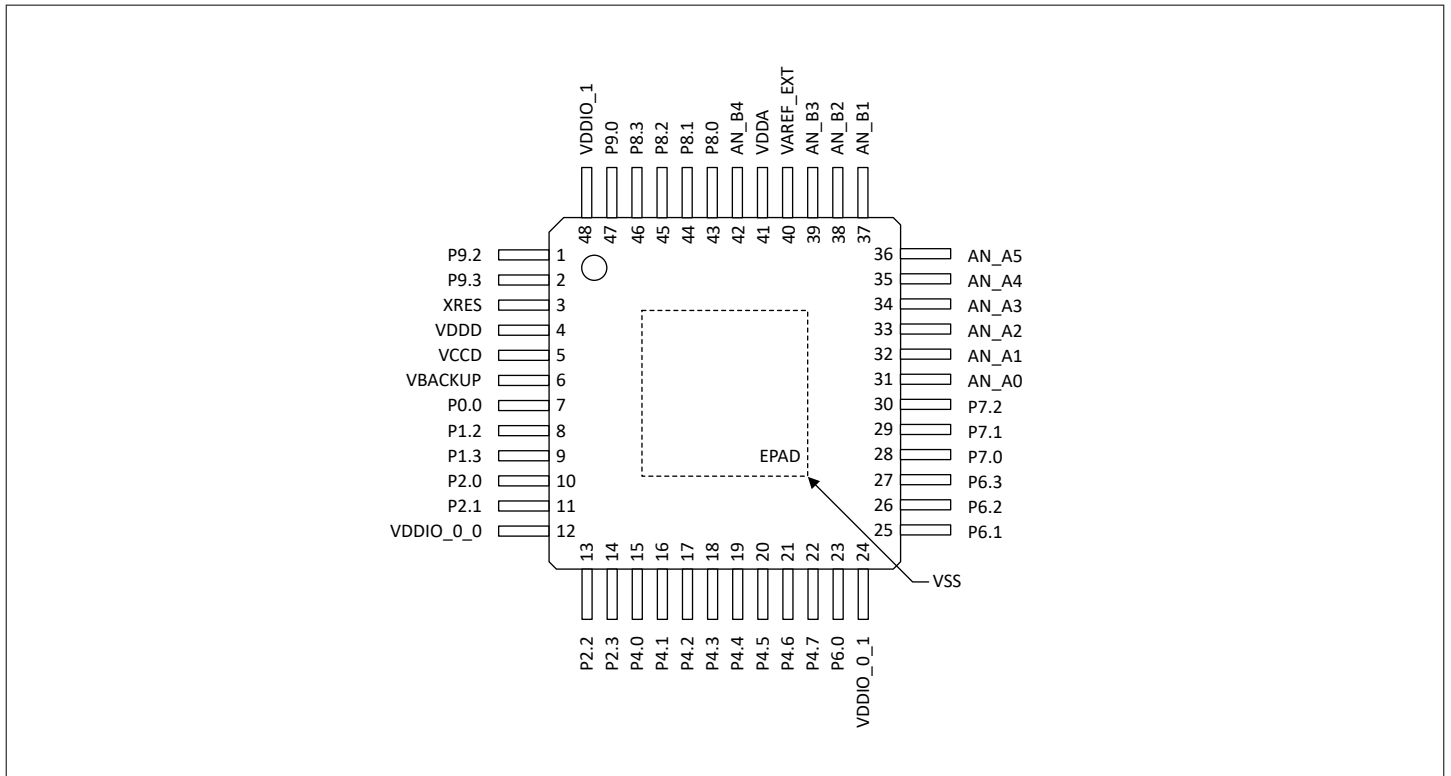 VDDIO_1
P9.0
P8.3
P8.2
P8.1
P8.0
AN_B4
VDDA
VAREF_EXT
AN_B3
AN_B2
AN_B1
48 47 46 45 44 43 42 41 40 39 38 37
P9.2 1
P9.3 2
XRES 3
VDDD 4
VCCD 5
VBACKUP 6
P0.0 7
P1.2 8
P1.3 9
P2.0 10
P2.1 11
VDDIO_0_0 12
36 AN_A5
35 AN_A4
34 AN_A3
33 AN_A2
32 AN_A1
31 AN_A0
30 P7.2
29 P7.1
28 P7.0
27 P6.3
26 P6.2
25 P6.1
EPAD
VSS
13 14 15 16 17 18 19 20 21 22 23 24
P2.2
P2.3
P4.0
P4.1
P4.2
P4.3
P4.4
P4.5
P4.6
P4.7
P6.0
VDDIO_0_1